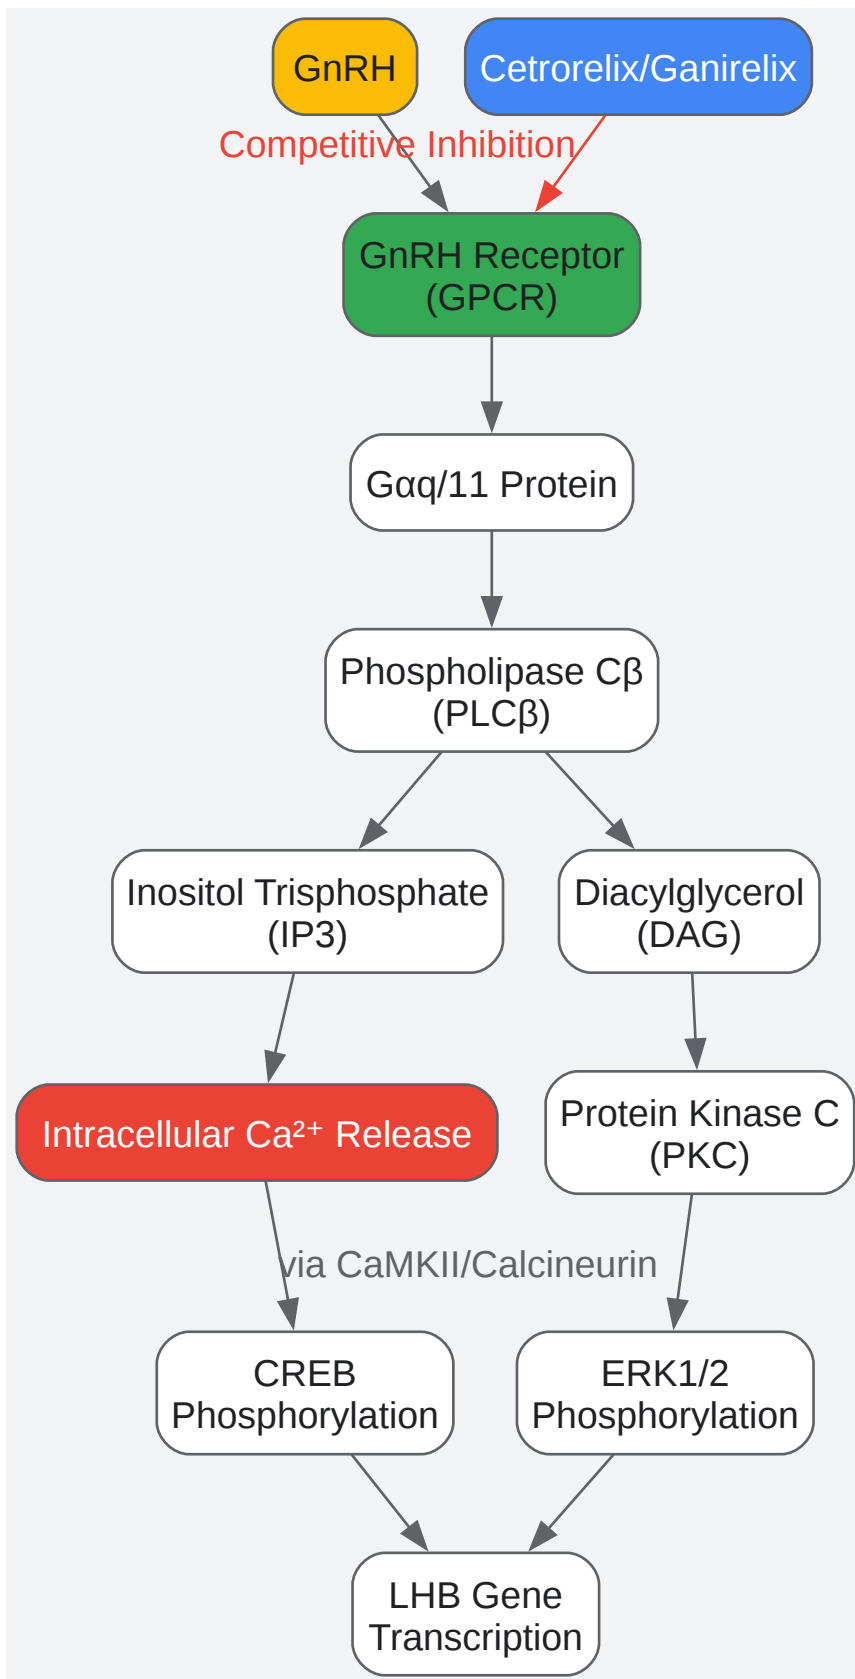 GnRH
Cetrorelix/Ganirelix
Competitive Inhibition
GnRH Receptor
(GPCR)
Gαq/11 Protein
Phospholipase Cβ
(PLCβ)
Inositol Trisphosphate
(IP3)
Diacylglycerol
(DAG)
Intracellular Ca²⁺ Release
Protein Kinase C
(PKC)
via CaMKII/Calcineurin
CREB
Phosphorylation
ERK1/2
Phosphorylation
LHB Gene
Transcription